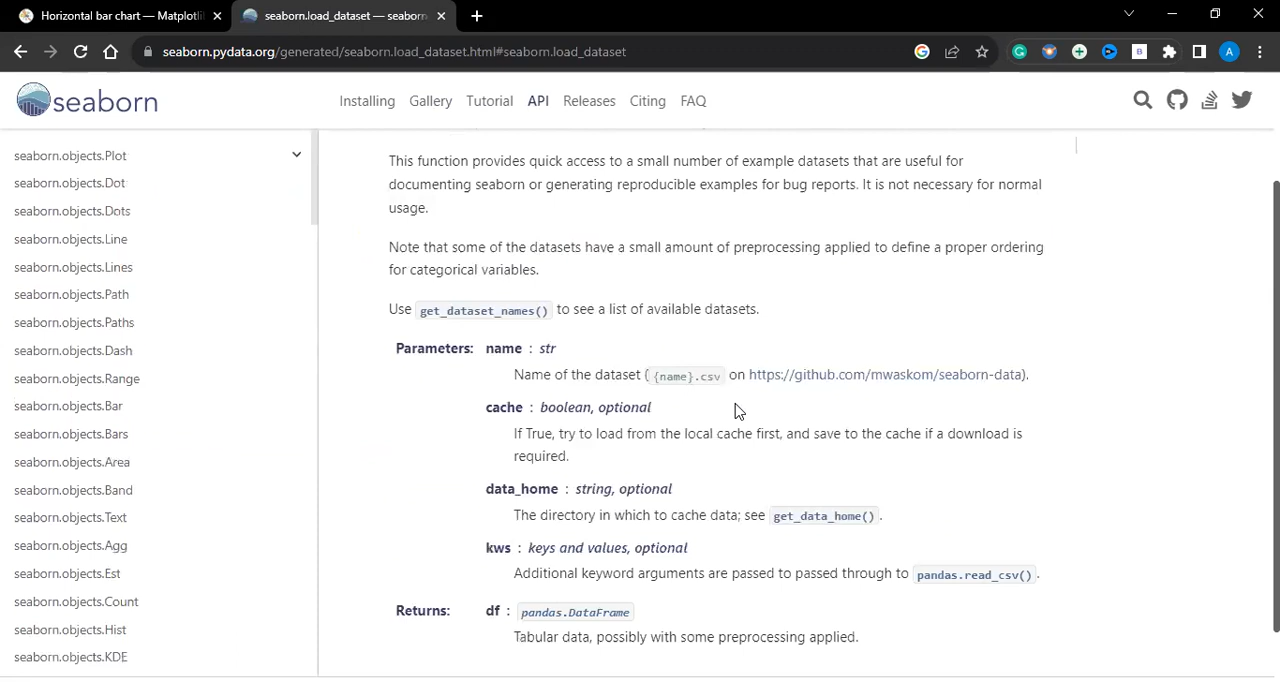 Horizontal bar chart — Matplotli
seaborn.load_dataset — seaborn
seaborn.pydata.org/generated/seaborn.load_dataset.html#seaborn.load_dataset
B
A
seaborn
Installing Gallery Tutorial API Releases Citing FAQ
seaborn.objects.Plot
seaborn.objects.Dot
seaborn.objects.Dots
seaborn.objects.Line
seaborn.objects.Lines
seaborn.objects.Path
seaborn.objects.Paths
seaborn.objects.Dash
seaborn.objects.Range
seaborn.objects.Bar
seaborn.objects.Bars
seaborn.objects.Area
seaborn.objects.Band
seaborn.objects.Text
seaborn.objects.Agg
seaborn.objects.Est
seaborn.objects.Count
seaborn.objects.Hist
seaborn.objects.KDE
This function provides quick access to a small number of example datasets that are useful for
documenting seaborn or generating reproducible examples for bug reports. It is not necessary for normal
usage.
Note that some of the datasets have a small amount of preprocessing applied to define a proper ordering
for categorical variables.
Use get_dataset_names() to see a list of available datasets.
Parameters: name : str
Name of the dataset ( {name}.csv on https://github.com/mwaskom/seaborn-data).
cache : boolean, optional
If True, try to load from the local cache first, and save to the cache if a download is
required.
data_home : string, optional
The directory in which to cache data; see get_data_home() .
kws : keys and values, optional
Additional keyword arguments are passed to passed through to pandas.read_csv() .
Returns: df : pandas.DataFrame
Tabular data, possibly with some preprocessing applied.